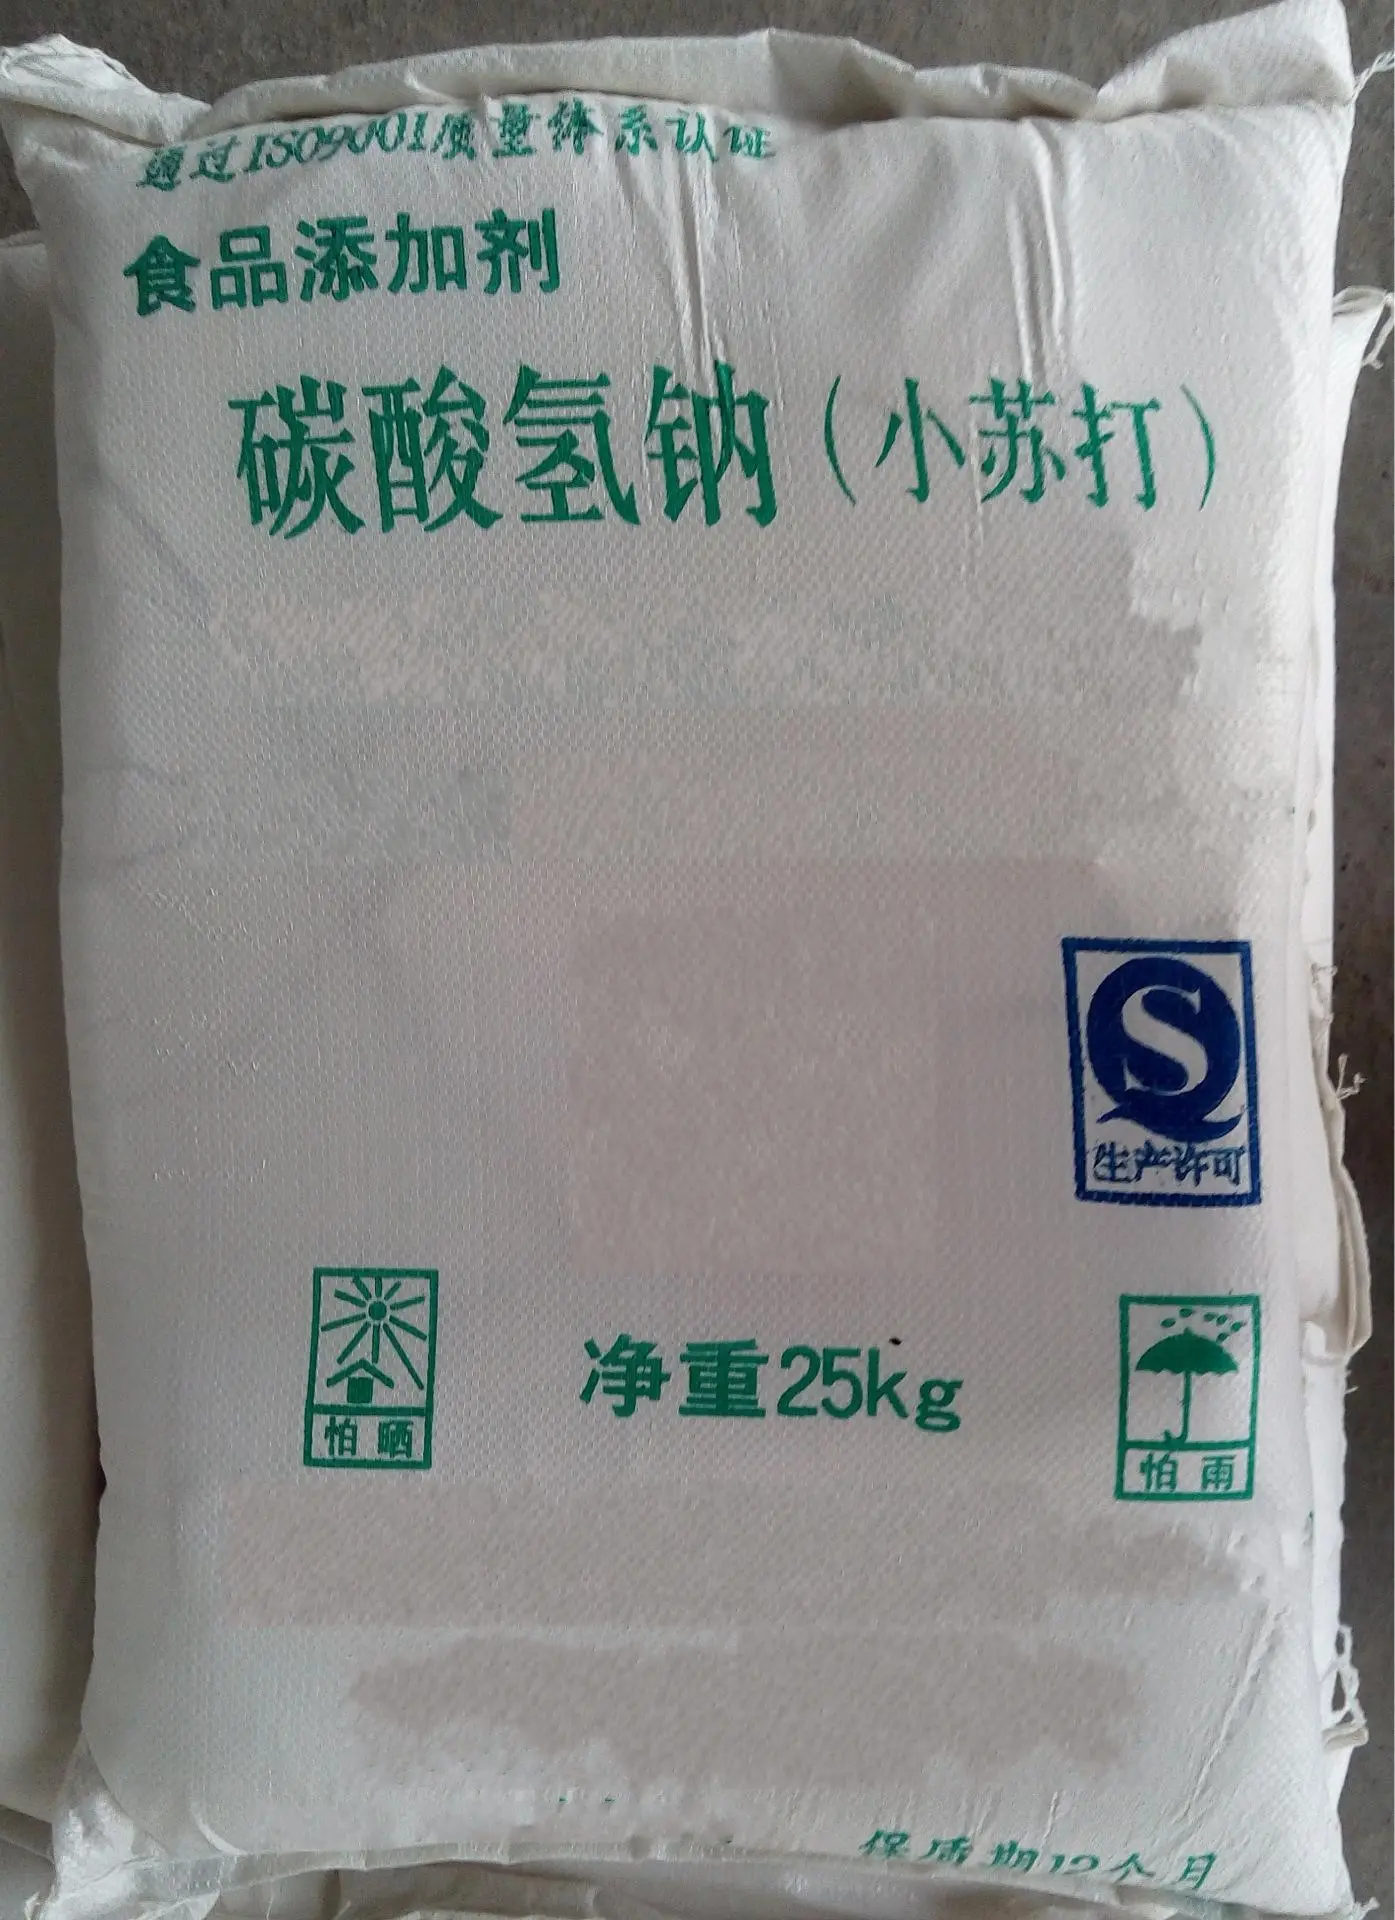 通过ISO9001质量体系认证
食品添加剂
碳酸氢钠（小苏打）
QS
生产许可
怕晒
净重25kg
怕雨
保质期12个月